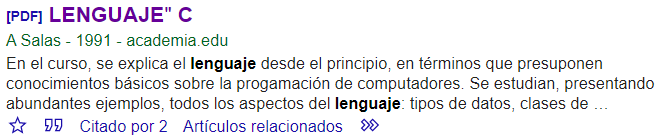 [PDF] LENGUAJE" C
A Salas - 1991 - academia.edu
En el curso, se explica el lenguaje desde el principio, en términos que presuponen
conocimientos básicos sobre la progamación de computadores. Se estudian, presentando
abundantes ejemplos, todos los aspectos del lenguaje: tipos de datos, clases de …
Citado por 2 Artículos relacionados